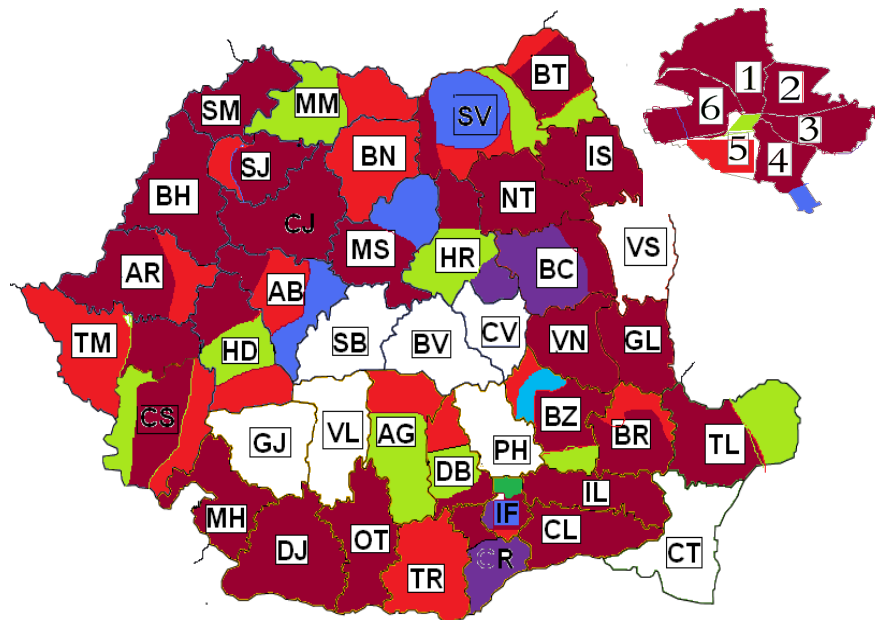 BT
1
2
SM
MM
SV
6
3
BN
IS
5
4
SJ
BH
NT
CJ
MS
VS
HR
BC
AR
AB
TM
HD
SB
BV
CV
VN
GL
CS
GJ
VL
AG
PH
BZ
BR
TL
DB
IL
MH
IF
DJ
OT
CL
CT
TR
GR